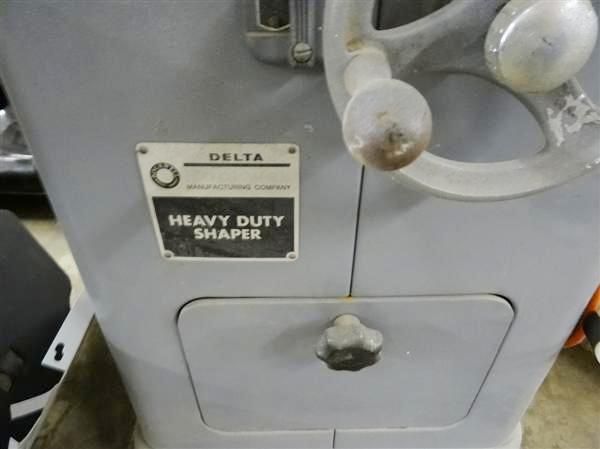 DELTA
MANUFACTURING COMPANY
HEAVY DUTY
SHAPER